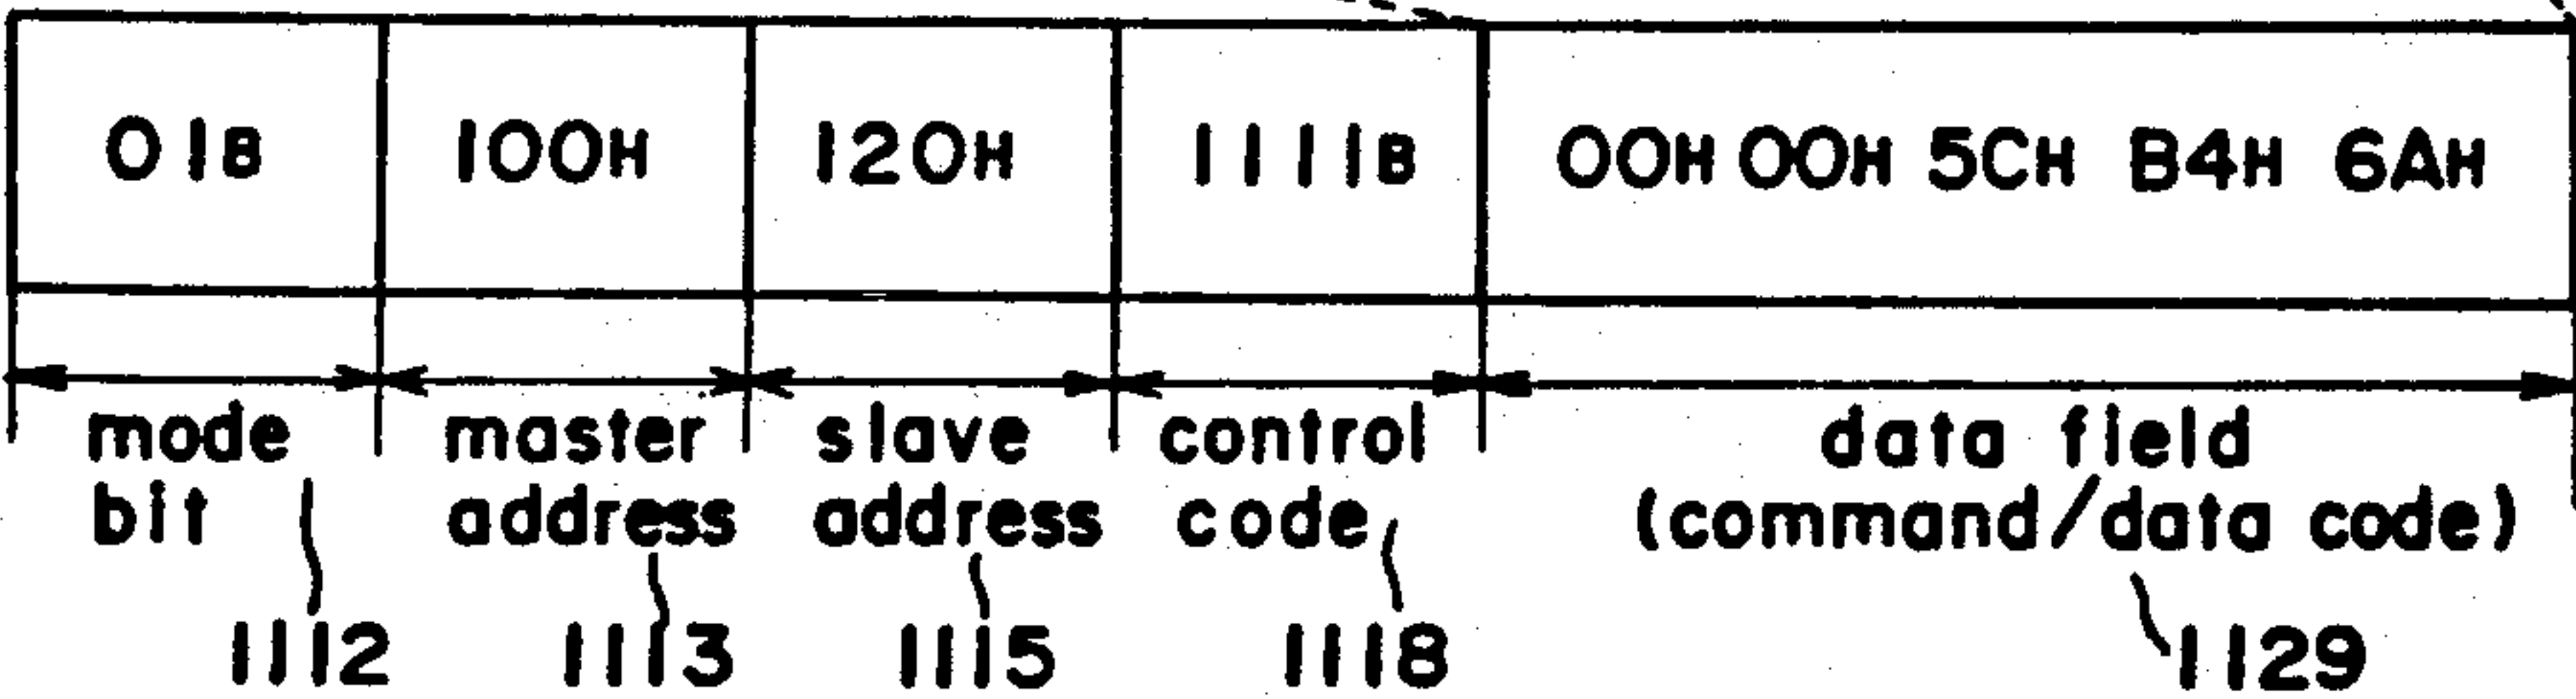 01B 100H 120H 1111B 00H 00H 5CH B4H 6AH
mode master slave control data field
bit address address code (command/data code)
1112 1113 1115 1118 1129